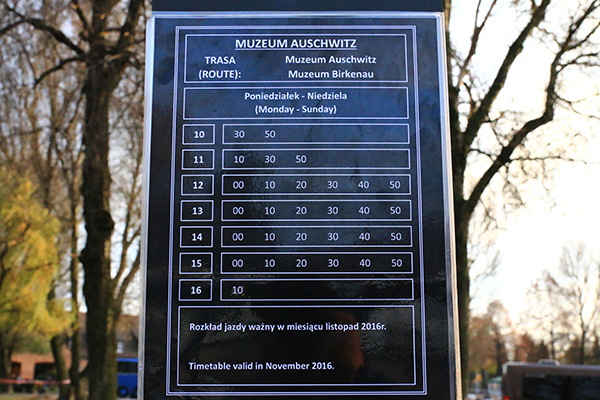 MUZEUM AUSCHWITZ
TRASA Muzeum Auschwitz
(ROUTE): Muzeum Birkenau
Poniedziałek - Niedziela
(Monday - Sunday)
10 30 50
11 10 30 50
12 00 10 20 30 40 50
13 00 10 20 30 40 50
14 00 10 20 30 40 50
15 00 10 20 30 40 50
16 10
Rozkład jazdy ważny w miesiącu listopad 2016r.
Timetable valid in November 2016.